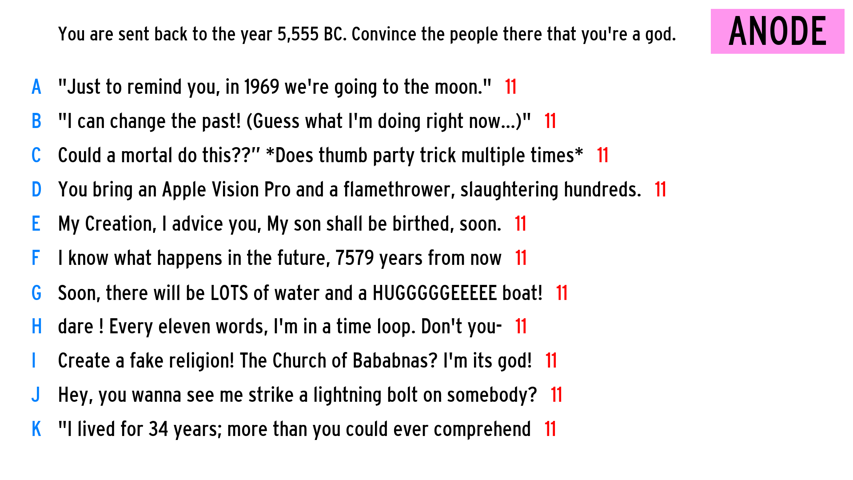 You are sent back to the year 5,555 BC. Convince the people there that you're a god.
ANODE
A "Just to remind you, in 1969 we're going to the moon." 11
B "I can change the past! (Guess what I'm doing right now...)" 11
C Could a mortal do this??” *Does thumb party trick multiple times* 11
D You bring an Apple Vision Pro and a flamethrower, slaughtering hundreds. 11
E My Creation, I advice you, My son shall be birthed, soon. 11
F I know what happens in the future, 7579 years from now 11
G Soon, there will be LOTS of water and a HUGGGGGEEEEE boat! 11
H dare ! Every eleven words, I'm in a time loop. Don't you- 11
I Create a fake religion! The Church of Bababnas? I'm its god! 11
J Hey, you wanna see me strike a lightning bolt on somebody? 11
K "I lived for 34 years; more than you could ever comprehend 11